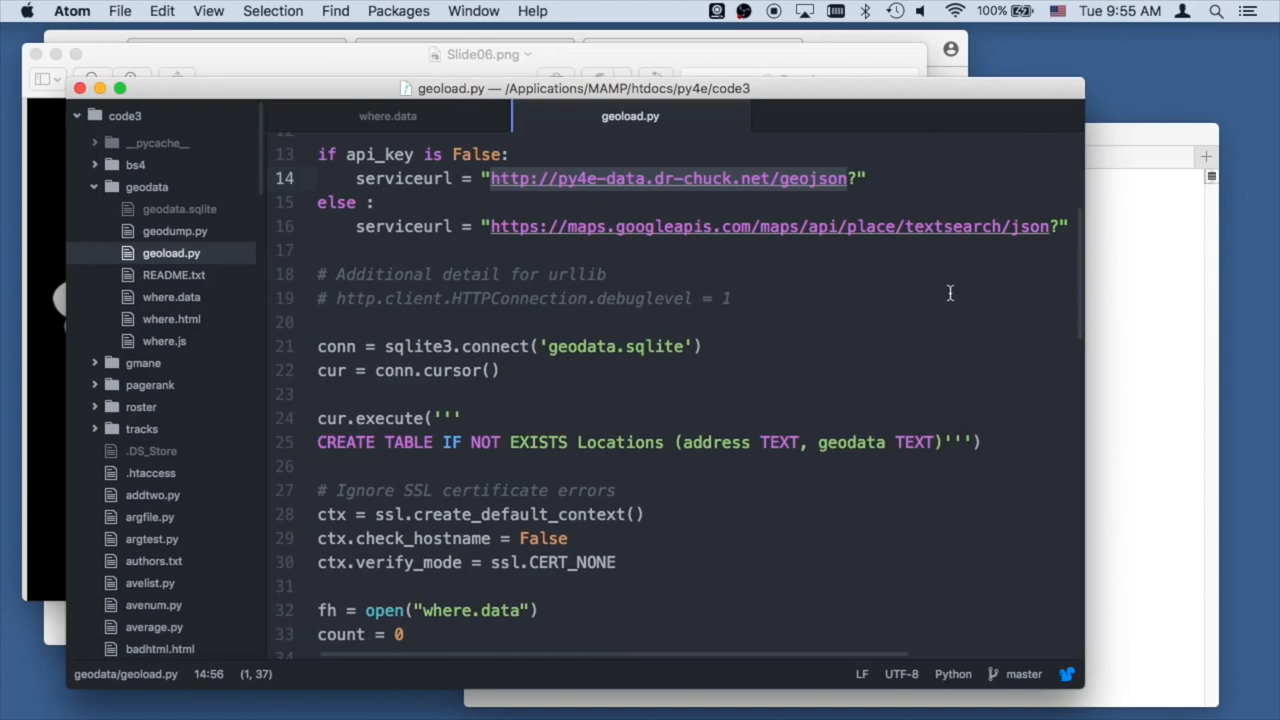 Atom File Edit View Selection Find Packages Window Help 100% Tue 9:55 AM
Slide06.png
geoload.py — /Applications/MAMP/htdocs/py4e/code3
code3
__pycache__
bs4
geodata
geodata.sqlite
geodump.py
geoload.py
README.txt
where.data
where.html
where.js
gmane
pagerank
roster
tracks
.DS_Store
.htaccess
addtwo.py
argfile.py
argtest.py
authors.txt
avelist.py
avenum.py
average.py
badhtml.html
where.data geoload.py
12
13 if api_key is False:
14 serviceurl = "http://py4e-data.dr-chuck.net/geojson?"
15 else :
16 serviceurl = "https://maps.googleapis.com/maps/api/place/textsearch/json?"
17
18 # Additional detail for urllib
19 # http.client.HTTPConnection.debuglevel = 1
20
21 conn = sqlite3.connect('geodata.sqlite')
22 cur = conn.cursor()
23
24 cur.execute('''
25 CREATE TABLE IF NOT EXISTS Locations (address TEXT, geodata TEXT)''')
26
27 # Ignore SSL certificate errors
28 ctx = ssl.create_default_context()
29 ctx.check_hostname = False
30 ctx.verify_mode = ssl.CERT_NONE
31
32 fh = open("where.data")
33 count = 0
34
geodata/geoload.py 14:56 (1, 37) LF UTF-8 Python master